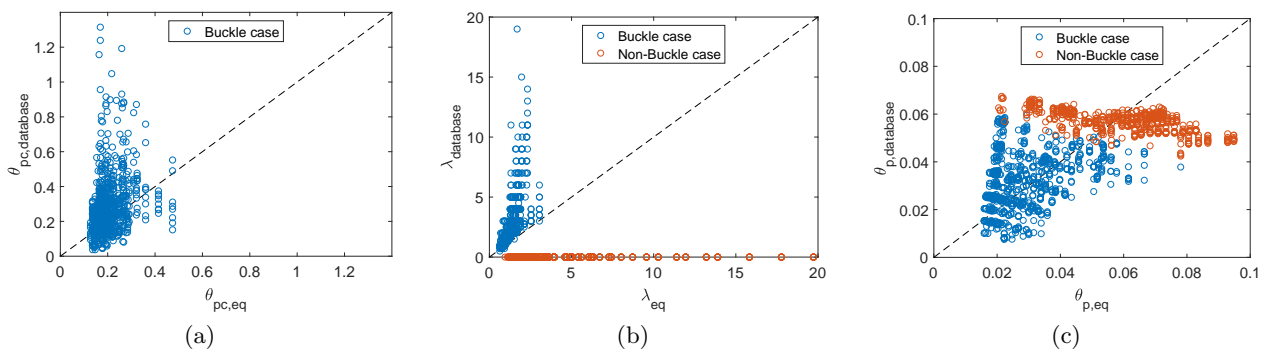 Buckle case
1.4
1.2
1
0.8
0.6
0.4
0.2
0
0 0.2 0.4 0.6 0.8 1 1.2
θpc,database
θpc,eq
(a)
Buckle case
Non-Buckle case
20
15
10
5
0
0 5 10 15 20
λdatabase
λeq
(b)
Buckle case
Non-Buckle case
0.1
0.08
0.06
0.04
0.02
0
0 0.02 0.04 0.06 0.08 0.1
θp,database
θp,eq
(c)